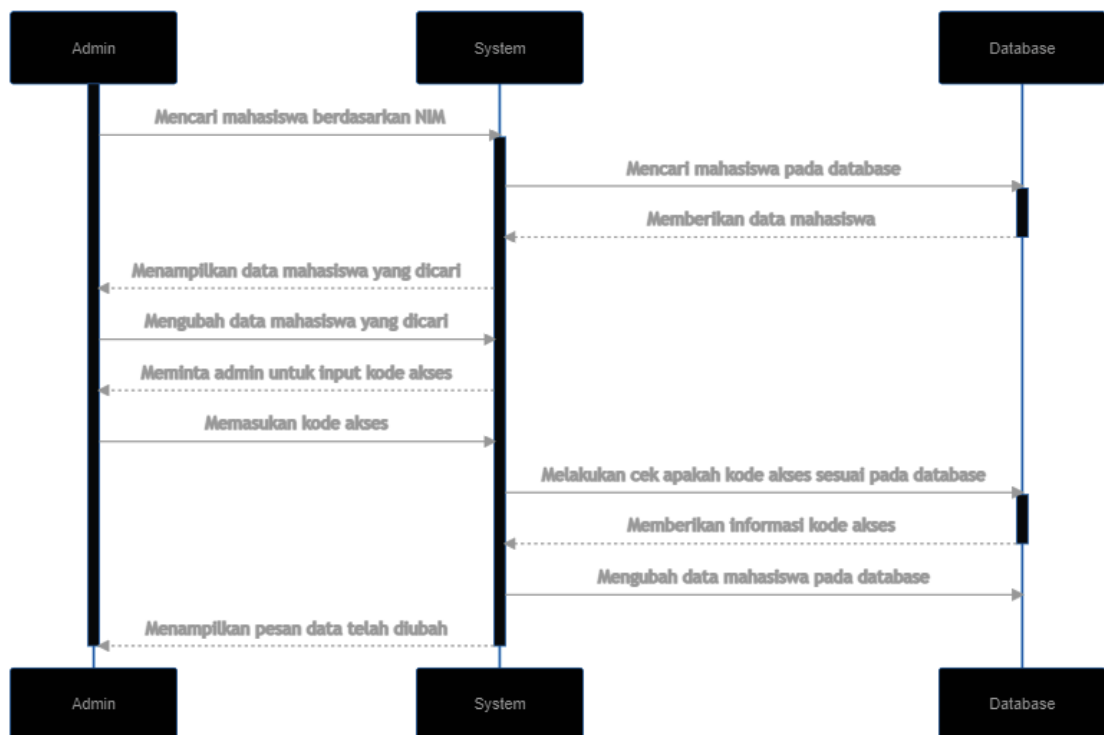 Admin
System
Database
Mencari mahasiswa berdasarkan NIM
Mencari mahasiswa pada database
Memberikan data mahasiswa
Menampilkan data mahasiswa yang dicari
Mengubah data mahasiswa yang dicari
Meminta admin untuk input kode akses
Memasukan kode akses
Melakukan cek apakah kode akses sesuai pada database
Memberikan informasi kode akses
Mengubah data mahasiswa pada database
Menampilkan pesan data telah diubah
Admin
System
Database